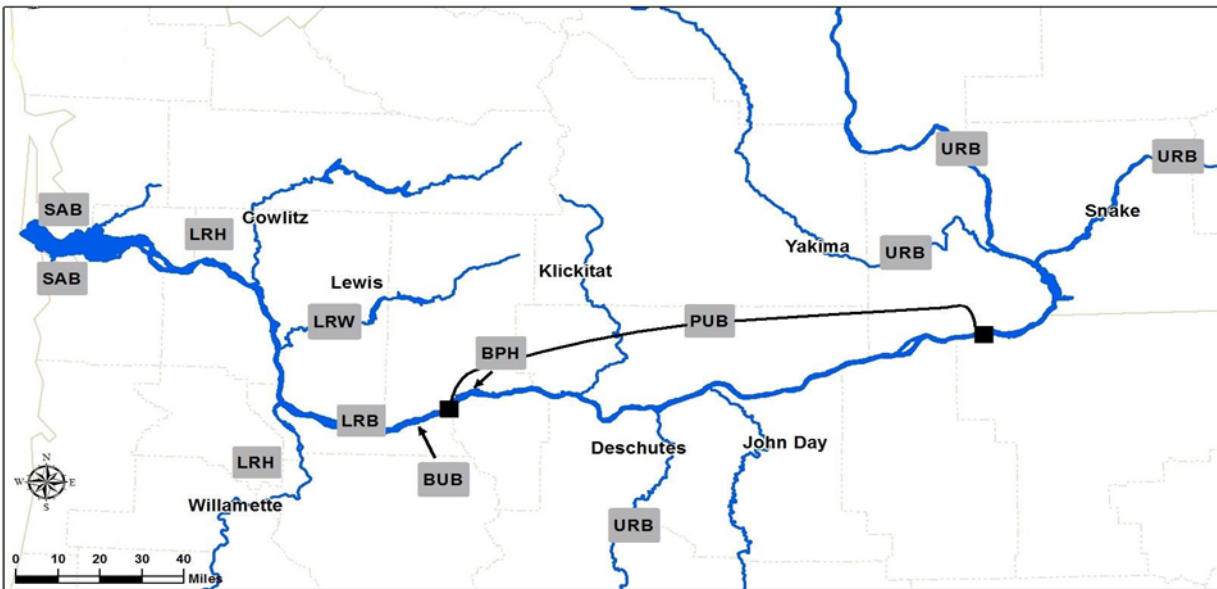 URB
URB
SAB
Snake
Cowlitz
LRH
Yakima
URB
SAB
Klickitat
Lewis
LRW
PUB
BPH
LRB
Deschutes
John Day
LRH
BUB
N
W
E
S
Willamette
URB
0 10 20 30 40
Miles